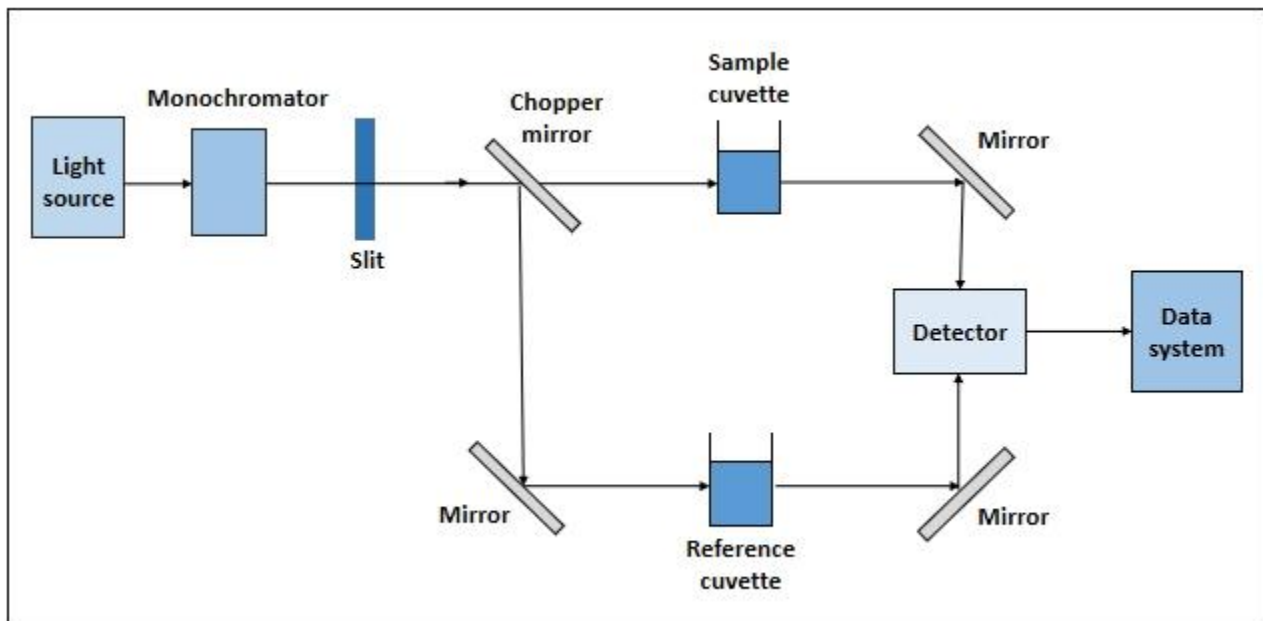 Light
source
Monochromator
Slit
Chopper
mirror
Sample
cuvette
Mirror
Detector
Data
system
Mirror
Reference
cuvette
Mirror